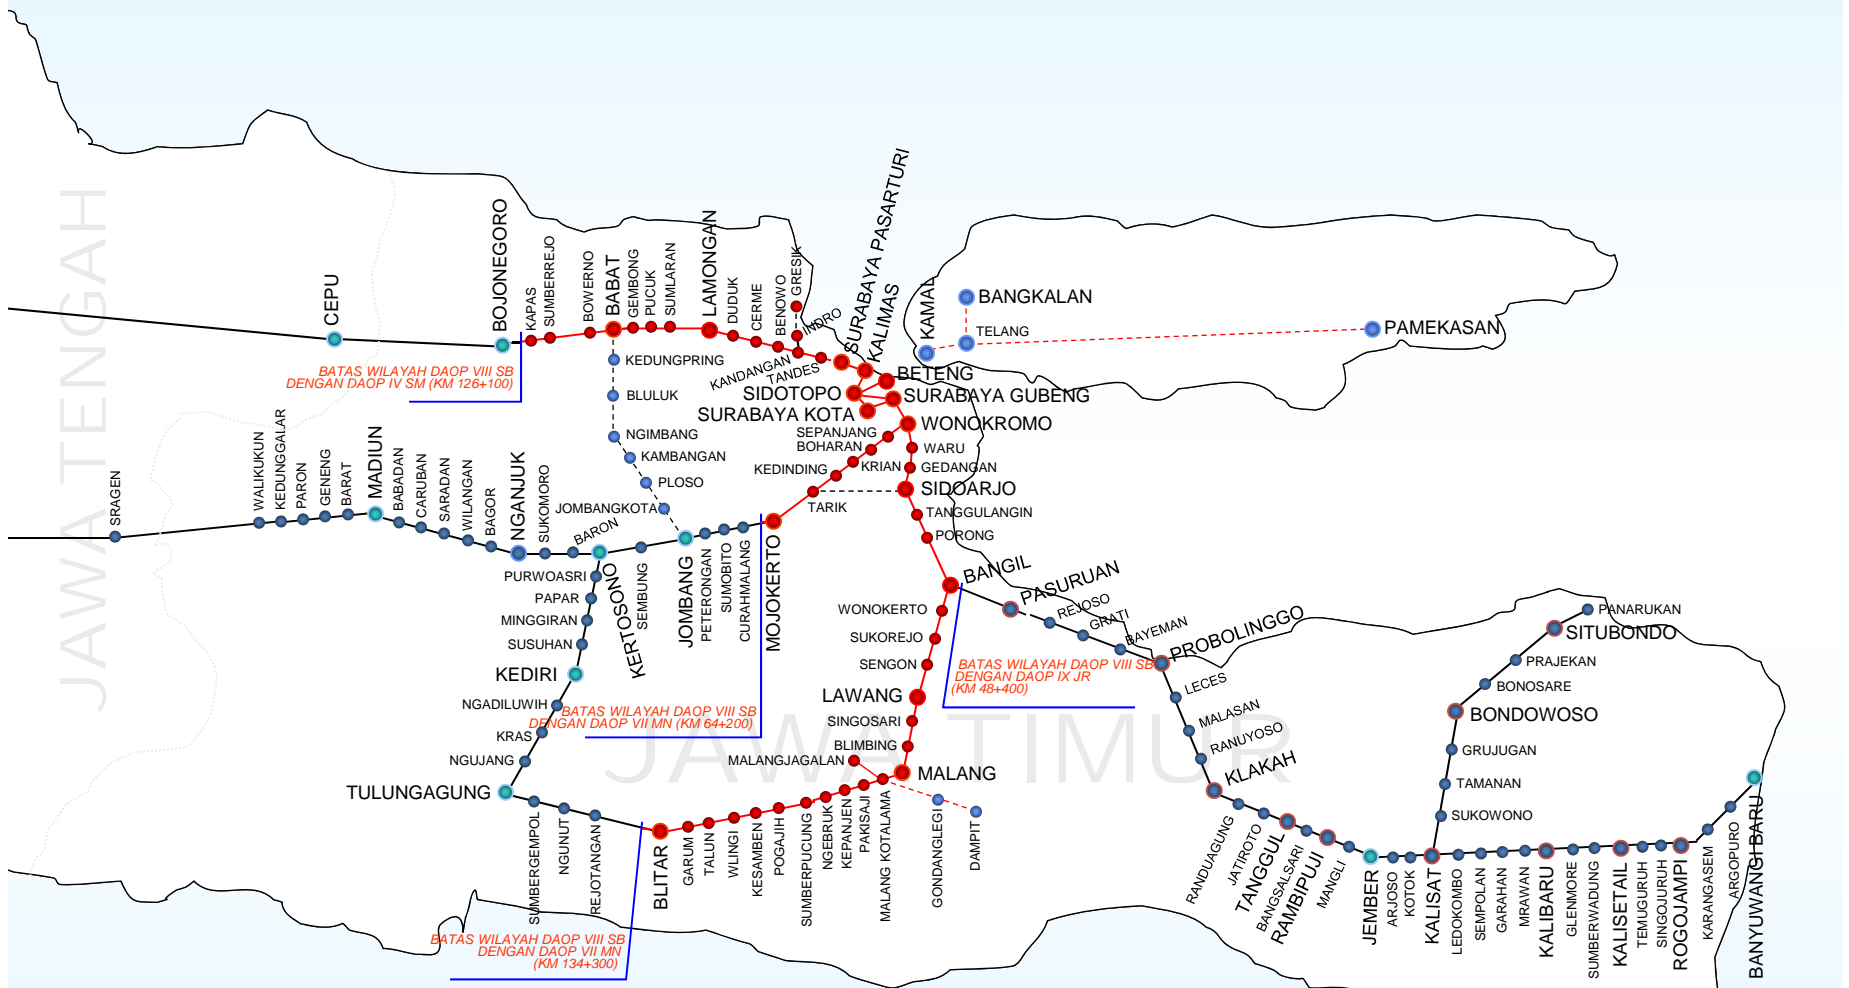 JAWA TENGAH
JAWA TIMUR
CEPU
BOJONEGORO
KAPAS
SUMBERREJO
BOWERNO
BABAT
GEMBONG
PUCUK
SUMLARAN
LAMONGAN
DUDUK
CERME
BENOWO
GRESIK
INDRO
KANDANGAN
TANDES
SURABAYA PASARTURI
KALIMAS
BETENG
SIDOTOPO
SURABAYA GUBENG
SURABAYA KOTA
WONOKROMO
KAMAL
BANGKALAN
TELANG
PAMEKASAN
BATAS WILAYAH DAOP VIII SB
DENGAN DAOP IV SM (KM 126+100)
KEDUNGPRING
BLULUK
NGIMBANG
KAMBANGAN
PLOSO
JOMBANGKOTA
SEPANJANG
BOHARAN
KRIAN
KEDINDING
TARIK
WARU
GEDANGAN
SIDOARJO
TANGGULANGIN
PORONG
BANGIL
SRAGEN
WALIKUKUN
KEDUNGGALAR
PARON
GENENG
BARAT
MADIUN
BABADAN
CARUBAN
SARADAN
WILANGAN
BAGOR
NGANJUK
SUKOMORO
BARON
KERTOSONO
SEMBUNG
JOMBANG
PETERONGAN
SUMOBITO
CURAHMALANG
MOJOKERTO
PURWOASRI
PAPAR
MINGGIRAN
SUSUHAN
KEDIRI
NGADILUWIH
KRAS
NGUJANG
TULUNGAGUNG
BATAS WILAYAH DAOP VIII SB
DENGAN DAOP VII MN (KM 64+200)
SUMBERGEMPOL
NGUNUT
REJOTANGAN
BLITAR
BATAS WILAYAH DAOP VIII SB
DENGAN DAOP VII MN
(KM 134+300)
GARUM
TALUN
WLINGI
KESAMBEN
POGAJIH
SUMBERPUCUNG
NGEBRUK
KEPANJEN
PAKISAJI
MALANG KOTALAMA
MALANGJAGALAN
GONDANGLEGI
DAMPIT
WONOKERTO
SUKOREJO
SENGON
LAWANG
SINGOSARI
BLIMBING
MALANG
BATAS WILAYAH DAOP VIII SB
DENGAN DAOP IX JR
(KM 48+400)
PASURUAN
REJOSO
GRATI
BAYEMAN
PROBOLINGGO
LECES
MALASAN
RANUYOSO
KLAKAH
RANDUAGUNG
JATIROTO
TANGGUL
BANGSALSARI
RAMBIPUJI
MANGLI
JEMBER
ARJOSO
KOTOK
KALISAT
LEDOKOMBO
SEMPOLAN
GARAHAN
MRAWAN
KALIBARU
GLENMORE
SUMBERWADUNG
KALISETAIL
TEMUGURUH
SINGOJURUH
ROGOJAMPI
KARANGASEM
ARGOPURO
BANYUWANGI BARU
PANARUKAN
SITUBONDO
PRAJEKAN
BONOSARE
BONDOWOSO
GRUJUGAN
TAMANAN
SUKOWONO